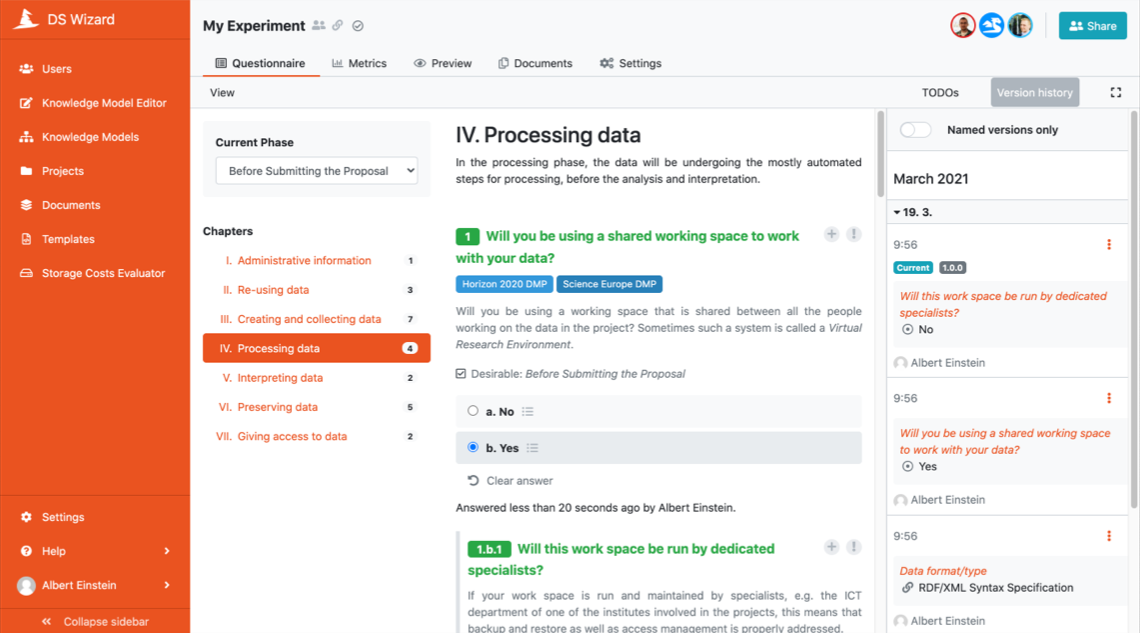 DS Wizard
Users
Knowledge Model Editor
Knowledge Models
Projects
Documents
Templates
Storage Costs Evaluator
Settings
Help
Albert Einstein
Collapse sidebar
My Experiment
Share
Questionnaire
Metrics
Preview
Documents
Settings
View
TODOs
Version history
Current Phase
Before Submitting the Proposal
Chapters
I. Administrative information 1
II. Re-using data 3
III. Creating and collecting data 7
IV. Processing data 4
V. Interpreting data 2
VI. Preserving data 5
VII. Giving access to data 2
IV. Processing data
In the processing phase, the data will be undergoing the mostly automated
steps for processing, before the analysis and interpretation.
1 Will you be using a shared working space to work
with your data?
Horizon 2020 DMP Science Europe DMP
Will you be using a working space that is shared between all the people
working on the data in the project? Sometimes such a system is called a Virtual
Research Environment.
Desirable: Before Submitting the Proposal
a. No
b. Yes
Clear answer
Answered less than 20 seconds ago by Albert Einstein.
1.b.1 Will this work space be run by dedicated
specialists?
If your work space is run and maintained by specialists, e.g. the ICT
department of one of the institutes involved in the projects, this means that
backup and restore as well as access management is properly addressed.
Named versions only
March 2021
19. 3.
9:56
Current 1.0.0
Will this work space be run by dedicated
specialists?
No
Albert Einstein
9:56
Will you be using a shared working space
to work with your data?
Yes
Albert Einstein
9:56
Data format/type
RDF/XML Syntax Specification
Albert Einstein